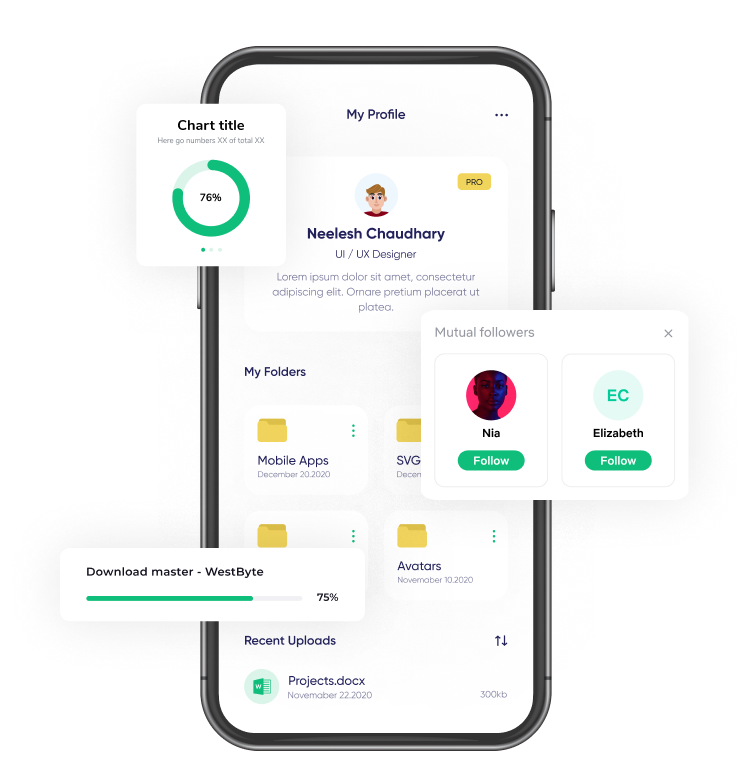 My Profile
Chart title
Here go numbers XX of total XX
76%
PRO
Neelesh Chaudhary
UI / UX Designer
Lorem ipsum dolor sit amet, consectetur
adipiscing elit. Ornare pretium placerat ut
platea.
Mutual followers
EC
Nia
Elizabeth
Follow
Follow
My Folders
Mobile Apps
December 20.2020
SVG
Decem
Avatars
Novemaber 10.2020
Download master - WestByte
75%
Recent Uploads
W
Projects.docx
Novemaber 22.2020
300kb